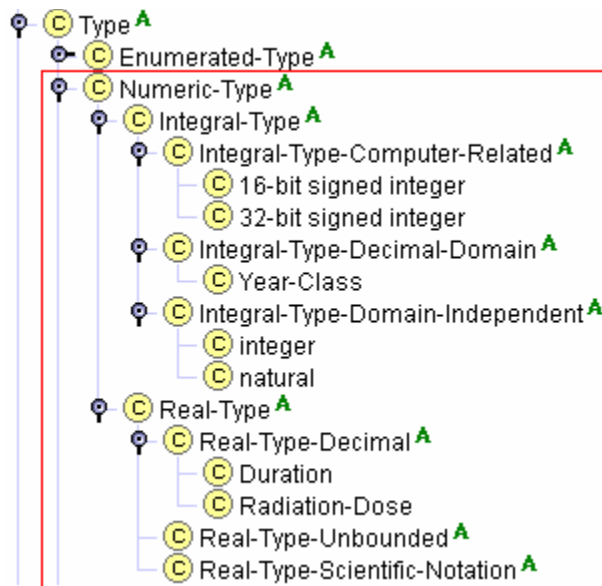 C Type A
C Enumerated-Type A
C Numeric-Type A
C Integral-Type A
C Integral-Type-Computer-Related A
C 16-bit signed integer
C 32-bit signed integer
C Integral-Type-Decimal-Domain A
C Year-Class
C Integral-Type-Domain-Independent A
C integer
C natural
C Real-Type A
C Real-Type-Decimal A
C Duration
C Radiation-Dose
C Real-Type-Unbounded A
C Real-Type-Scientific-Notation A